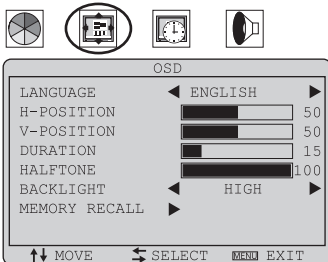 OSD
LANGUAGE ENGLISH
H-POSITION 50
V-POSITION 50
DURATION 15
HALFTONE 100
BACKLIGHT HIGH
MEMORY RECALL
MOVE SELECT MENU EXIT